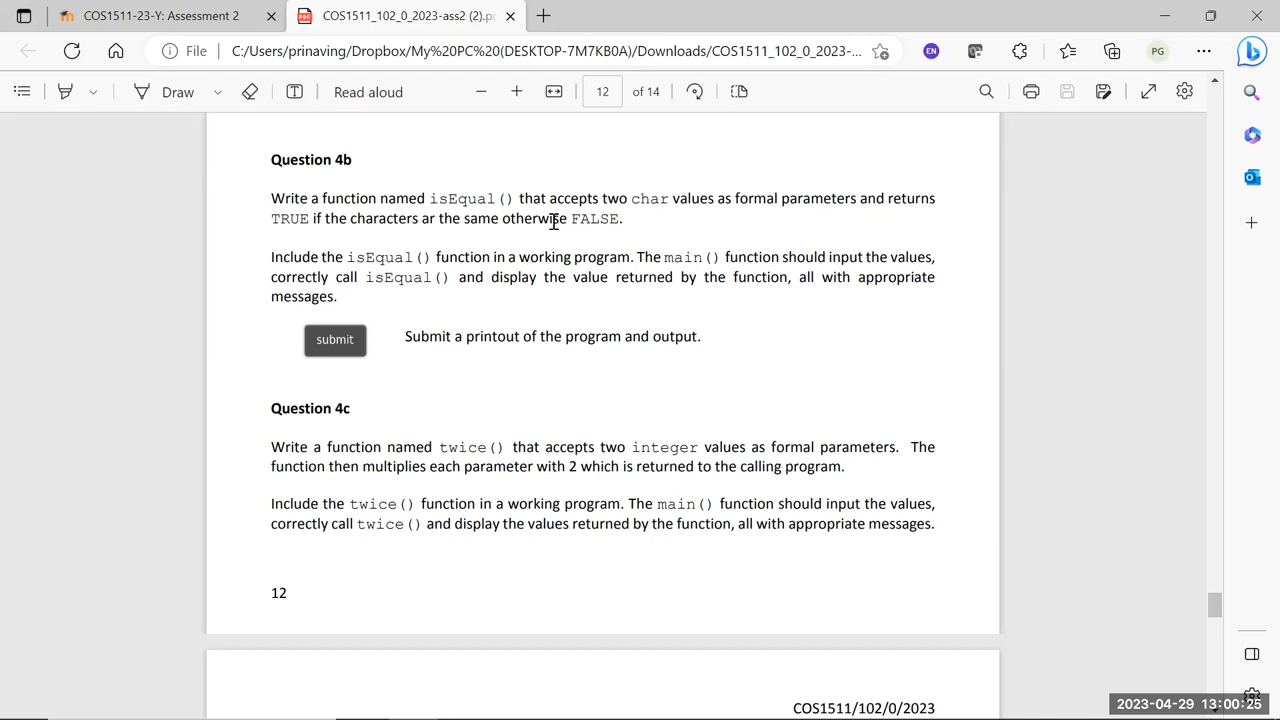 COS1511-23-Y: Assessment 2
COS1511_102_0_2023-ass2 (2).pc
File
C:/Users/prinaving/Dropbox/My%20PC%20(DESKTOP-7M7KB0A)/Downloads/COS1511_102_0_2023-...
EN
PG
Draw
Read aloud
12
of 14
Question 4b
Write a function named isEqual() that accepts two char values as formal parameters and returns
TRUE if the characters ar the same otherwise FALSE.
Include the isEqual() function in a working program. The main() function should input the values,
correctly call isEqual() and display the value returned by the function, all with appropriate
messages.
submit
Submit a printout of the program and output.
Question 4c
Write a function named twice() that accepts two integer values as formal parameters. The
function then multiplies each parameter with 2 which is returned to the calling program.
Include the twice() function in a working program. The main() function should input the values,
correctly call twice() and display the values returned by the function, all with appropriate messages.
12
COS1511/102/0/2023
2023-04-29 13:00:25